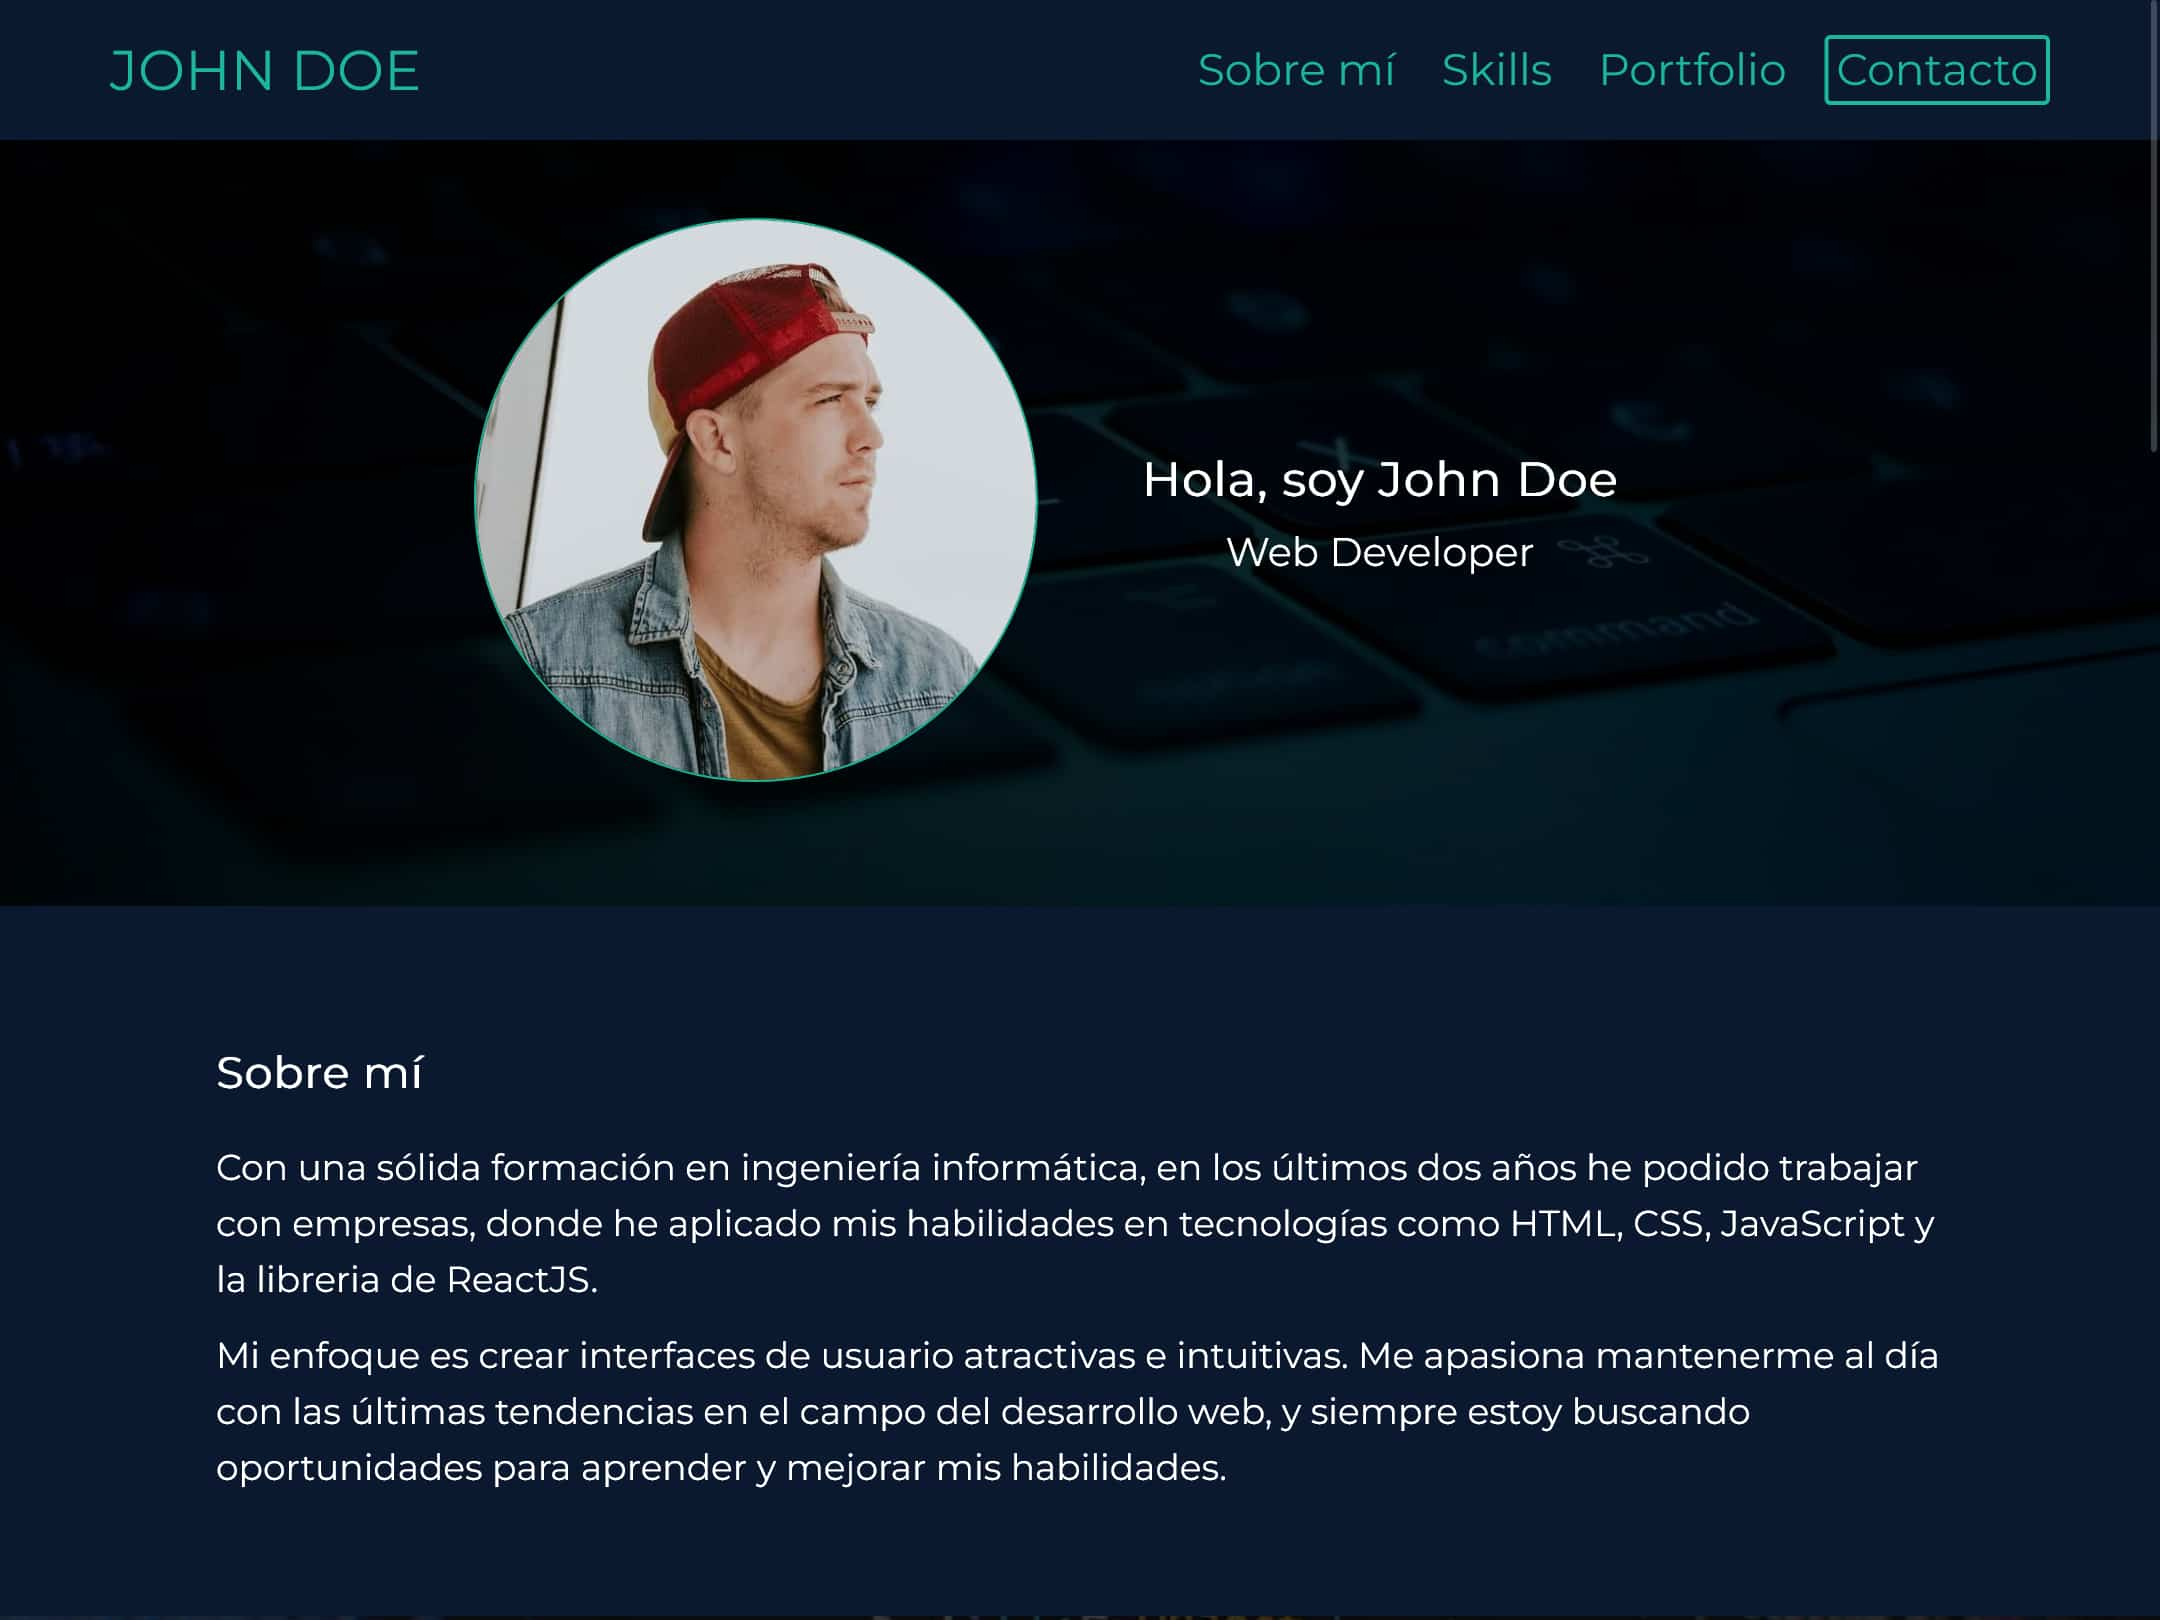 JOHN DOE
Sobre mí Skills Portfolio Contacto
Hola, soy John Doe
Web Developer
command
Sobre mí
Con una sólida formación en ingeniería informática, en los últimos dos años he podido trabajar
con empresas, donde he aplicado mis habilidades en tecnologías como HTML, CSS, JavaScript y
la libreria de ReactJS.
Mi enfoque es crear interfaces de usuario atractivas e intuitivas. Me apasiona mantenerme al día
con las últimas tendencias en el campo del desarrollo web, y siempre estoy buscando
oportunidades para aprender y mejorar mis habilidades.